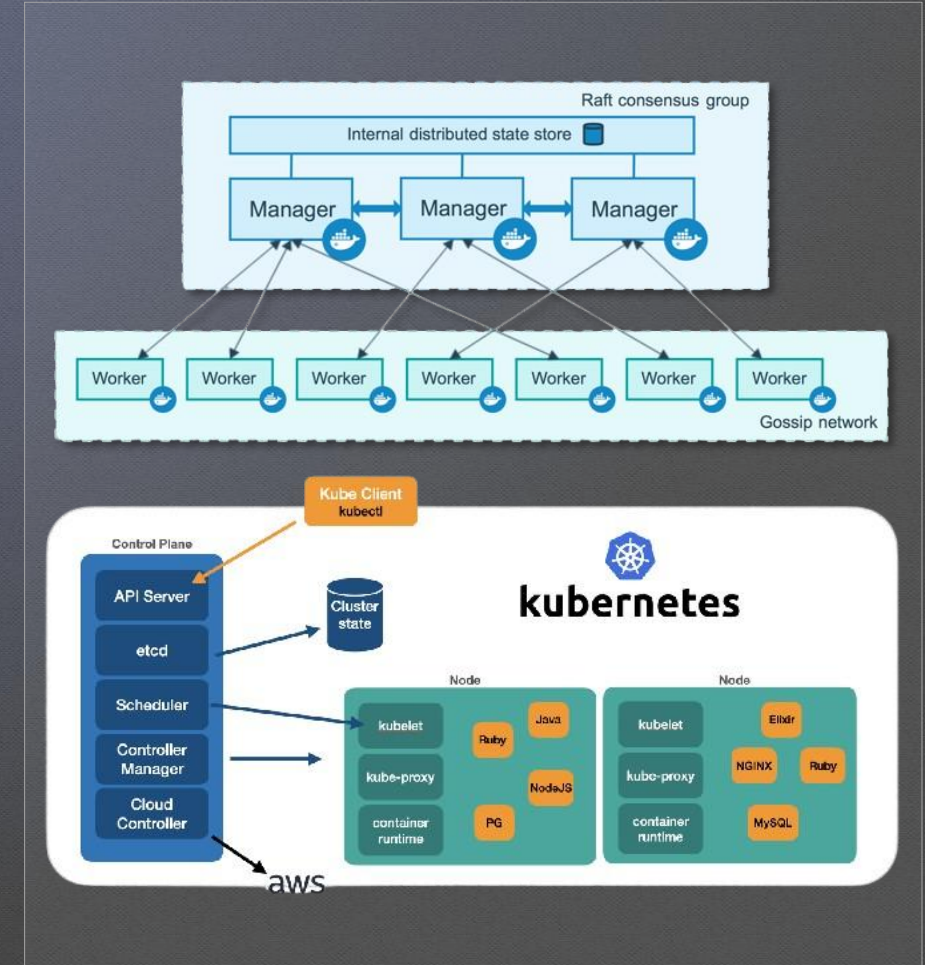 Raft consensus group
Internal distributed state store
Manager
Manager
Manager
Worker
Worker
Worker
Worker
Worker
Worker
Worker
Gossip network
Kube Client
kubectl
Control Plane
API Server
etcd
Scheduler
Controller
Manager
Cloud
Controller
aws
Cluster
state
kubernetes
Node
kubelet
kube-proxy
container
runtime
Ruby
Java
NodeJS
PG
Node
kubelet
kube-proxy
container
runtime
Elixir
NGINX
Ruby
MySQL